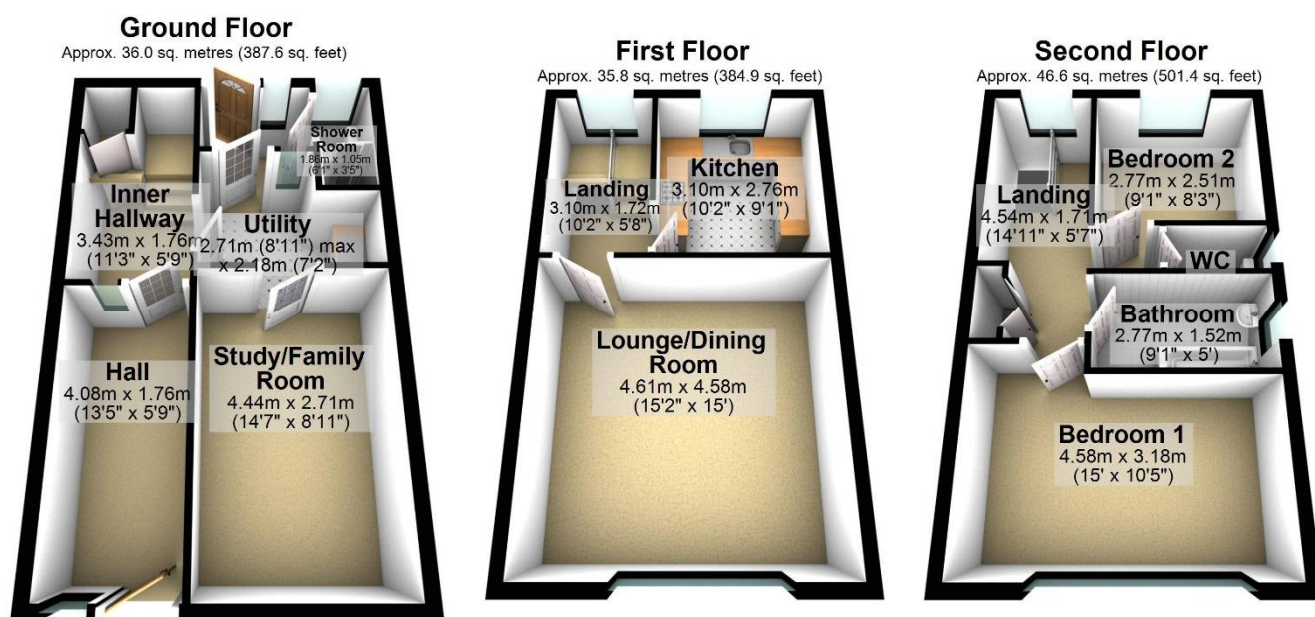 Ground Floor
Approx. 36.0 sq. metres (387.6 sq. feet)
Shower
Room
1.86m x 1.05m
(6'1" x 3'5")
Inner
Hallway
3.43m x 1.76m
(11'3" x 5'9")
Utility
2.71m (8'11") max
x 2.18m (7'2")
Hall
4.08m x 1.76m
(13'5" x 5'9")
Study/Family
Room
4.44m x 2.71m
(14'7" x 8'11")
First Floor
Approx. 35.8 sq. metres (384.9 sq. feet)
Landing
3.10m x 1.72m
(10'2" x 5'8")
Kitchen
3.10m x 2.76m
(10'2" x 9'1")
Lounge/Dining
Room
4.61m x 4.58m
(15'2" x 15')
Second Floor
Approx. 46.6 sq. metres (501.4 sq. feet)
Bedroom 2
2.77m x 2.51m
(9'1" x 8'3")
Landing
4.54m x 1.71m
(14'11" x 5'7")
WC
Bathroom
2.77m x 1.52m
(9'1" x 5')
Bedroom 1
4.58m x 3.18m
(15' x 10'5")